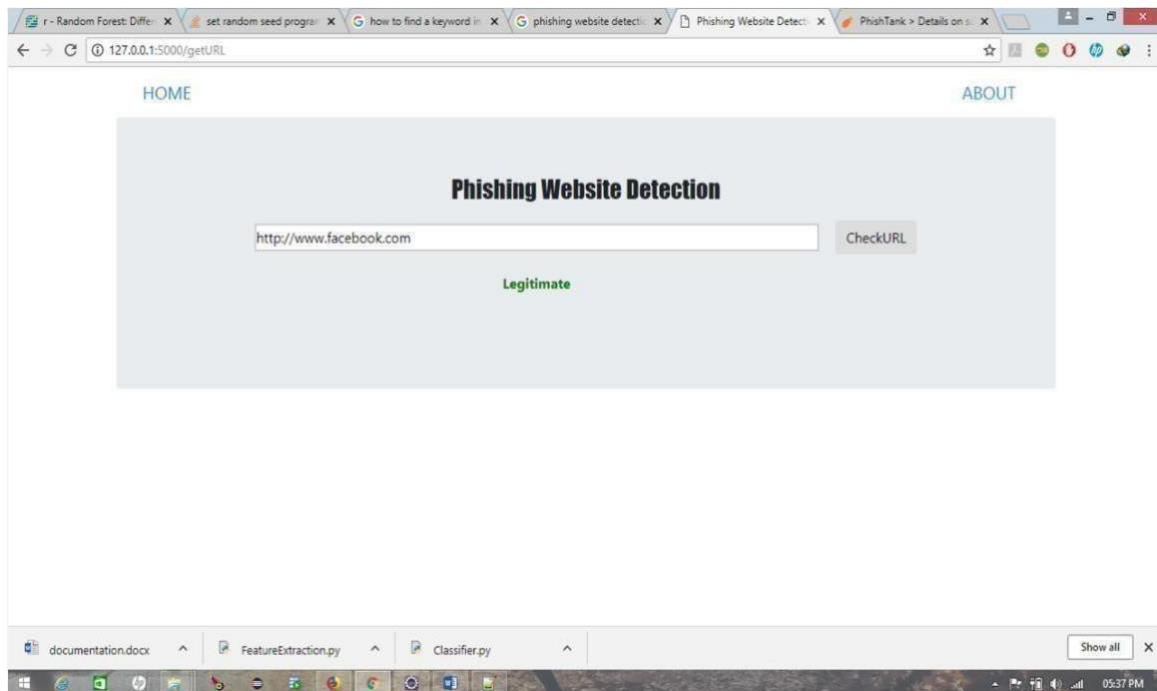 r - Random Forest: Differ
set random seed program
how to find a keyword in
phishing website detectio
Phishing Website Detecti
PhishTank > Details on s
127.0.0.1:5000/getURL
HOME
ABOUT
Phishing Website Detection
http://www.facebook.com
CheckURL
Legitimate
documentation.docx
FeatureExtraction.py
Classifier.py
Show all
05:37 PM